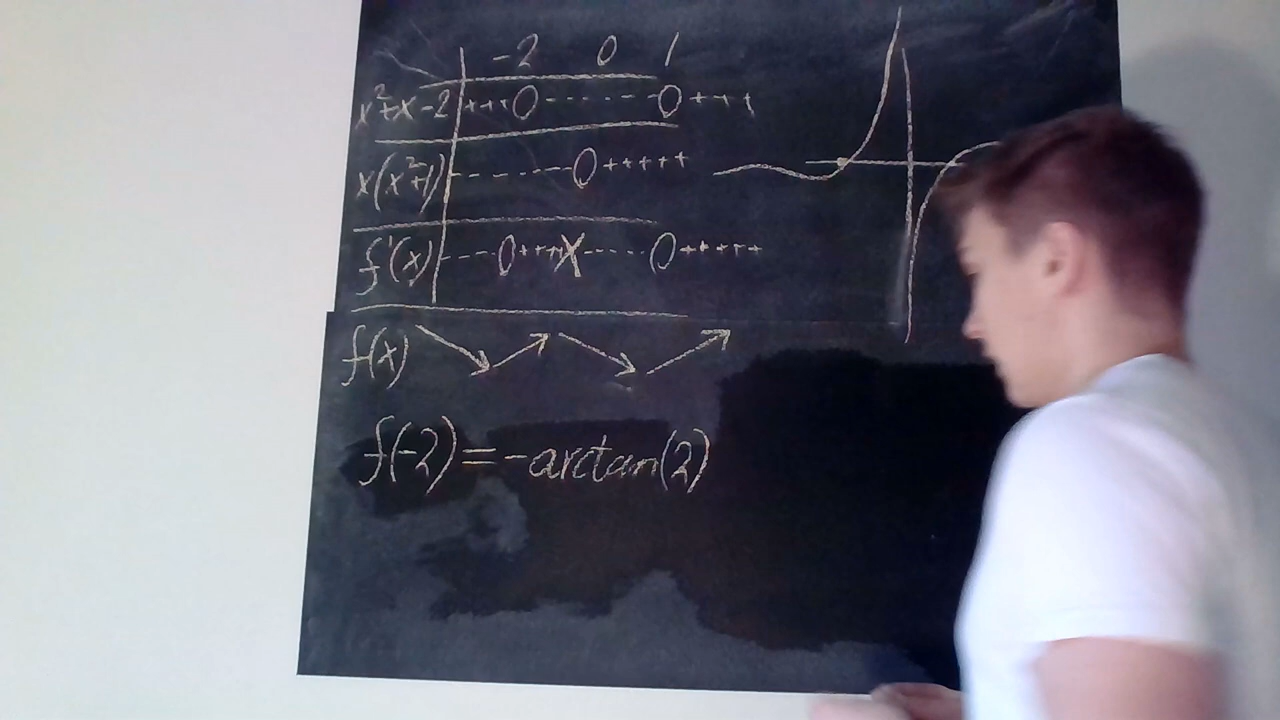 -2 0 1
x²+x-2 +++0-------0+++
x(x²+1) -------0+++++
f'(x) ----0+++X----0+++++
f(x) ↘ ↗ ↘ ↗
f(-2)=-arctan(2)